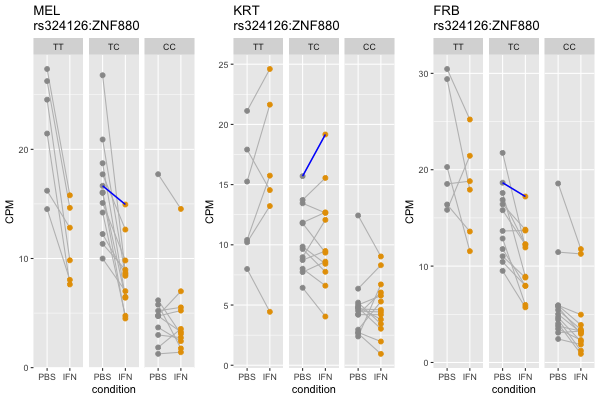 MEL
rs324126:ZNF880
TT TC CC
CPM
20
10
0
PBS IFN PBS IFN PBS IFN
condition
KRT
rs324126:ZNF880
TT TC CC
CPM
25
20
15
10
5
0
PBS IFN PBS IFN PBS IFN
condition
FRB
rs324126:ZNF880
TT TC CC
CPM
30
20
10
0
PBS IFN PBS IFN PBS IFN
condition